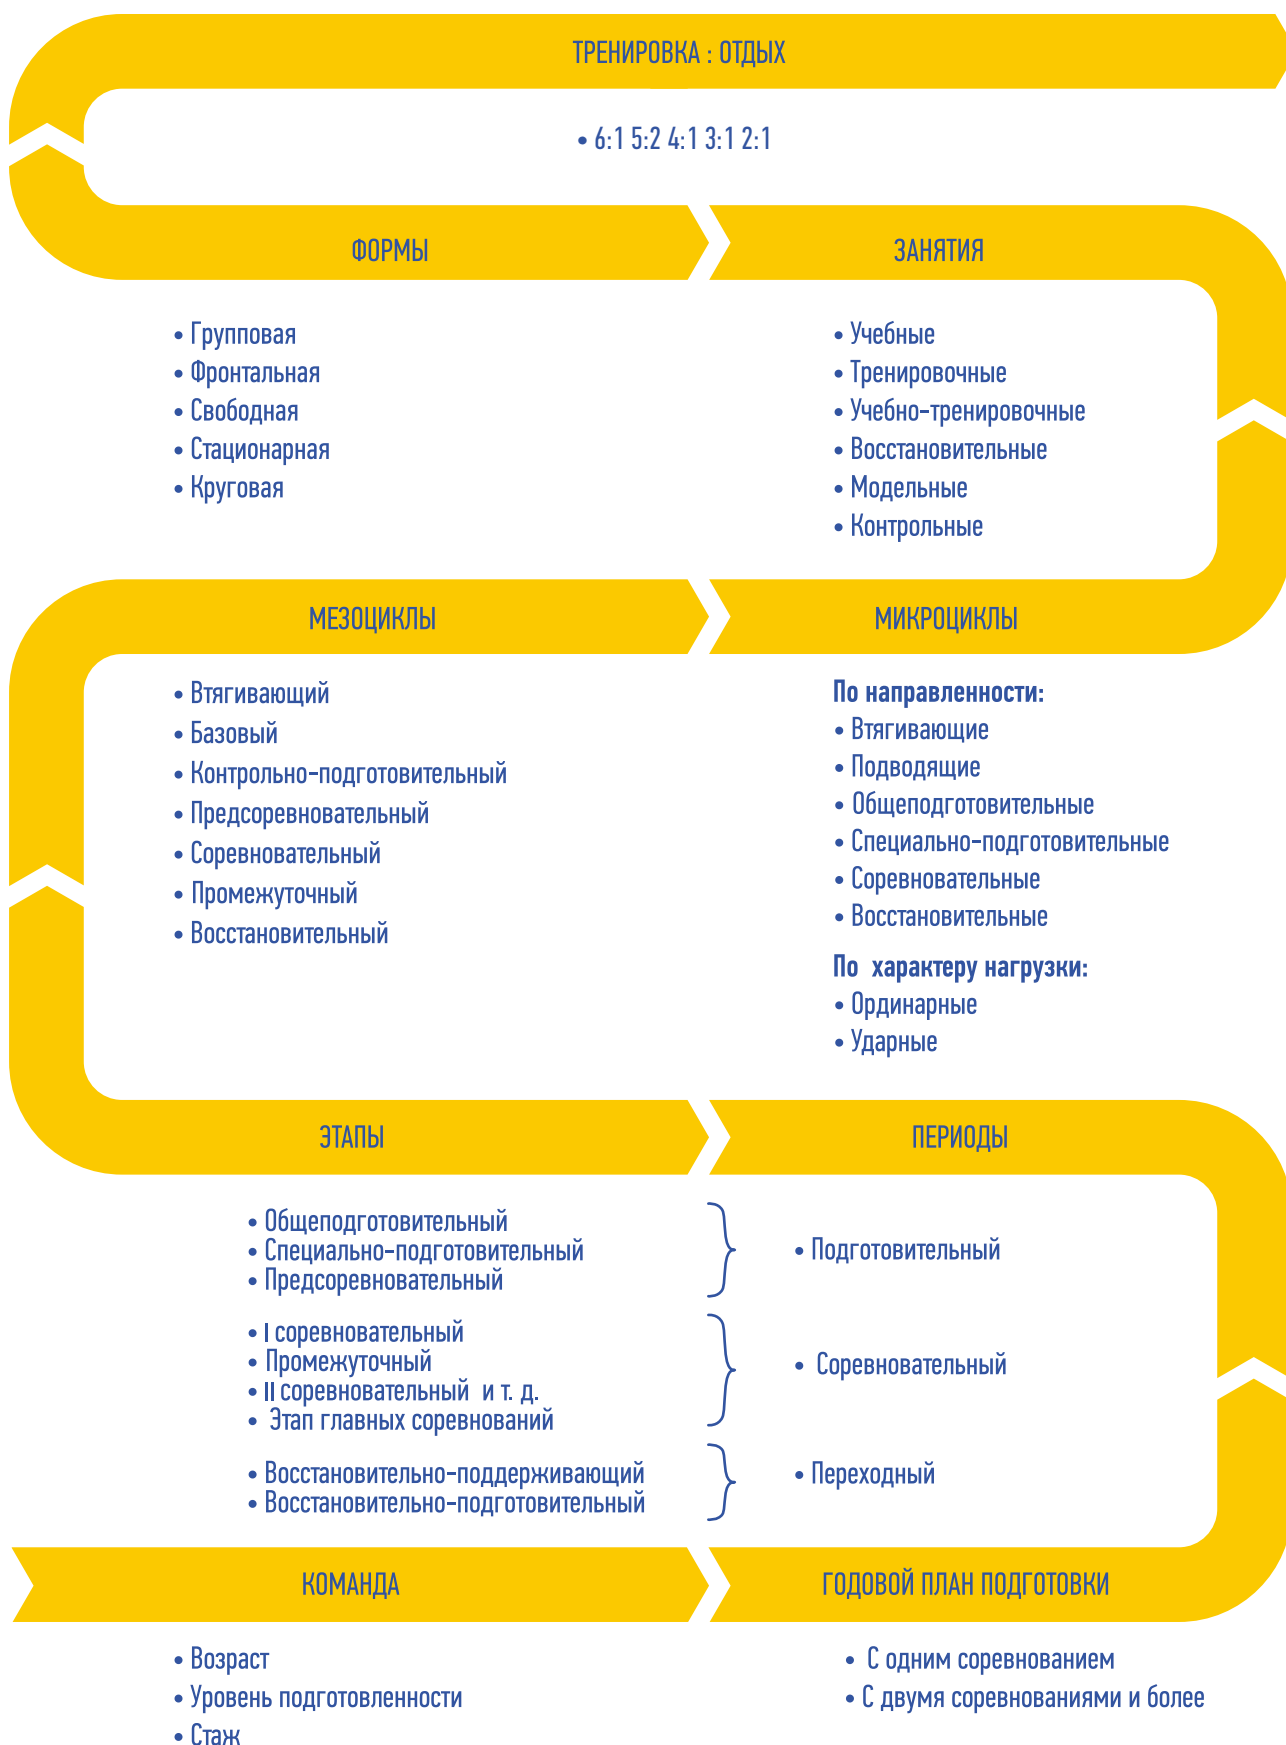 ТРЕНИРОВКА : ОТДЫХ
• 6:1 5:2 4:1 3:1 2:1
ФОРМЫ
• Групповая
• Фронтальная
• Свободная
• Стационарная
• Круговая
ЗАНЯТИЯ
• Учебные
• Тренировочные
• Учебно-тренировочные
• Восстановительные
• Модельные
• Контрольные
МЕЗОЦИКЛЫ
• Втягивающий
• Базовый
• Контрольно-подготовительный
• Предсоревновательный
• Соревновательный
• Промежуточный
• Восстановительный
МИКРОЦИКЛЫ
По направленности:
• Втягивающие
• Подводящие
• Общеподготовительные
• Специально-подготовительные
• Соревновательные
• Восстановительные
По характеру нагрузки:
• Ординарные
• Ударные
ЭТАПЫ
• Общеподготовительный
• Специально-подготовительный
• Предсоревновательный
• I соревновательный
• Промежуточный
• II соревновательный и т. д.
• Этап главных соревнований
• Восстановительно-поддерживающий
• Восстановительно-подготовительный
ПЕРИОДЫ
• Подготовительный
• Соревновательный
• Переходный
КОМАНДА
• Возраст
• Уровень подготовленности
• Стаж
ГОДОВОЙ ПЛАН ПОДГОТОВКИ
• С одним соревнованием
• С двумя соревнованиями и более